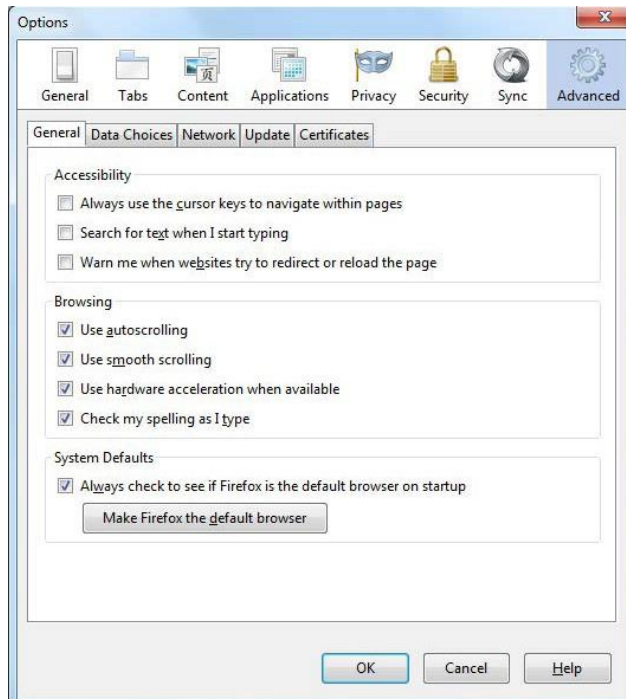 Options
General Tabs Content Applications Privacy Security Sync Advanced
General Data Choices Network Update Certificates
Accessibility
Always use the cursor keys to navigate within pages
Search for text when I start typing
Warn me when websites try to redirect or reload the page
Browsing
Use autoscrolling
Use smooth scrolling
Use hardware acceleration when available
Check my spelling as I type
System Defaults
Always check to see if Firefox is the default browser on startup
Make Firefox the default browser
OK Cancel Help